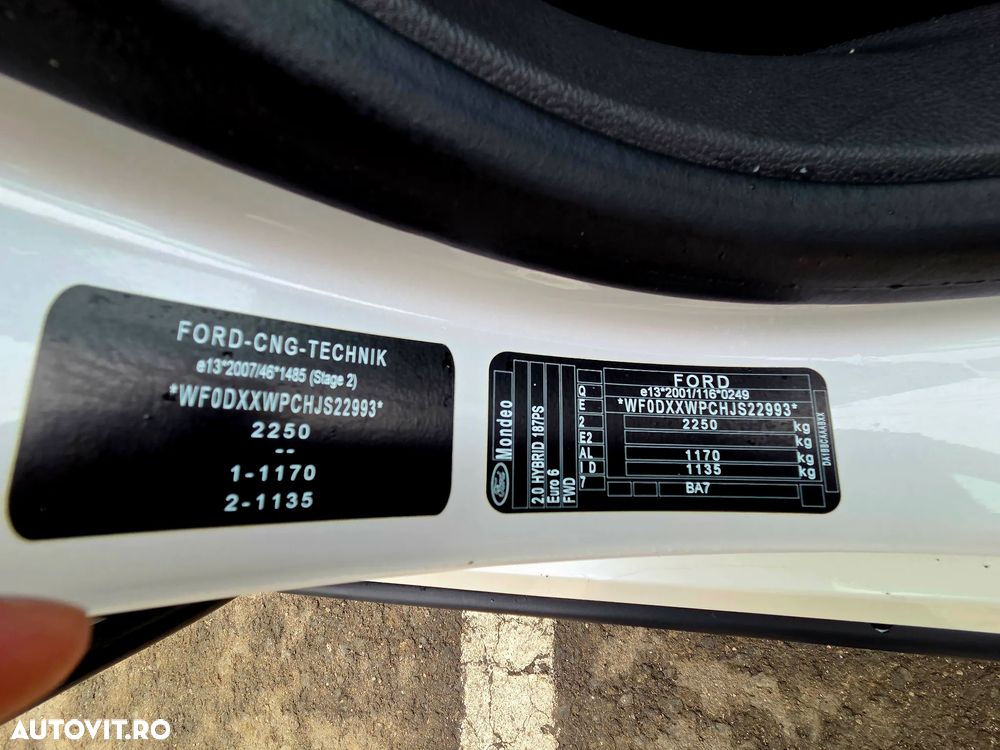 FORD-CNG-TECHNIK
e13*2007/46*1485 (Stage 2)
*WF0DXXWPCHJS22993*
2250
--
1-1170
2-1135
Ford
Mondeo
2.0 HYBRID 187PS
Euro 6
FWD
Q
E
2
E2
AL
I D
7
FORD
e13*2001/116*0249
*WF0DXXWPCHJS22993*
2250 kg
kg
1170 kg
1135 kg
BA7
AUTOVIT.RO